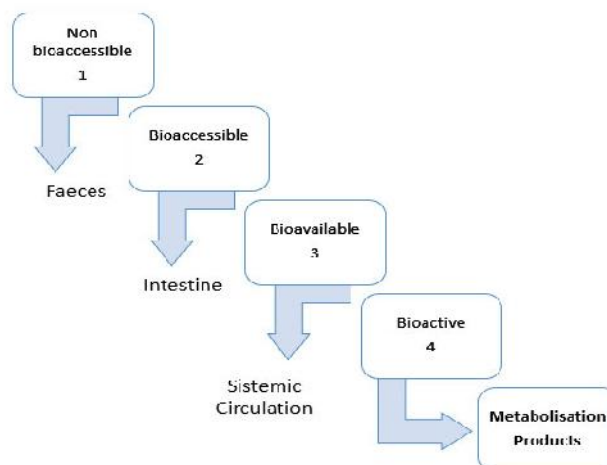 Non
bioaccessible
1
Faeces
Bioaccessible
2
Intestine
Bioavailable
3
Sistemic
Circulation
Bioactive
4
Metabolisation
Products